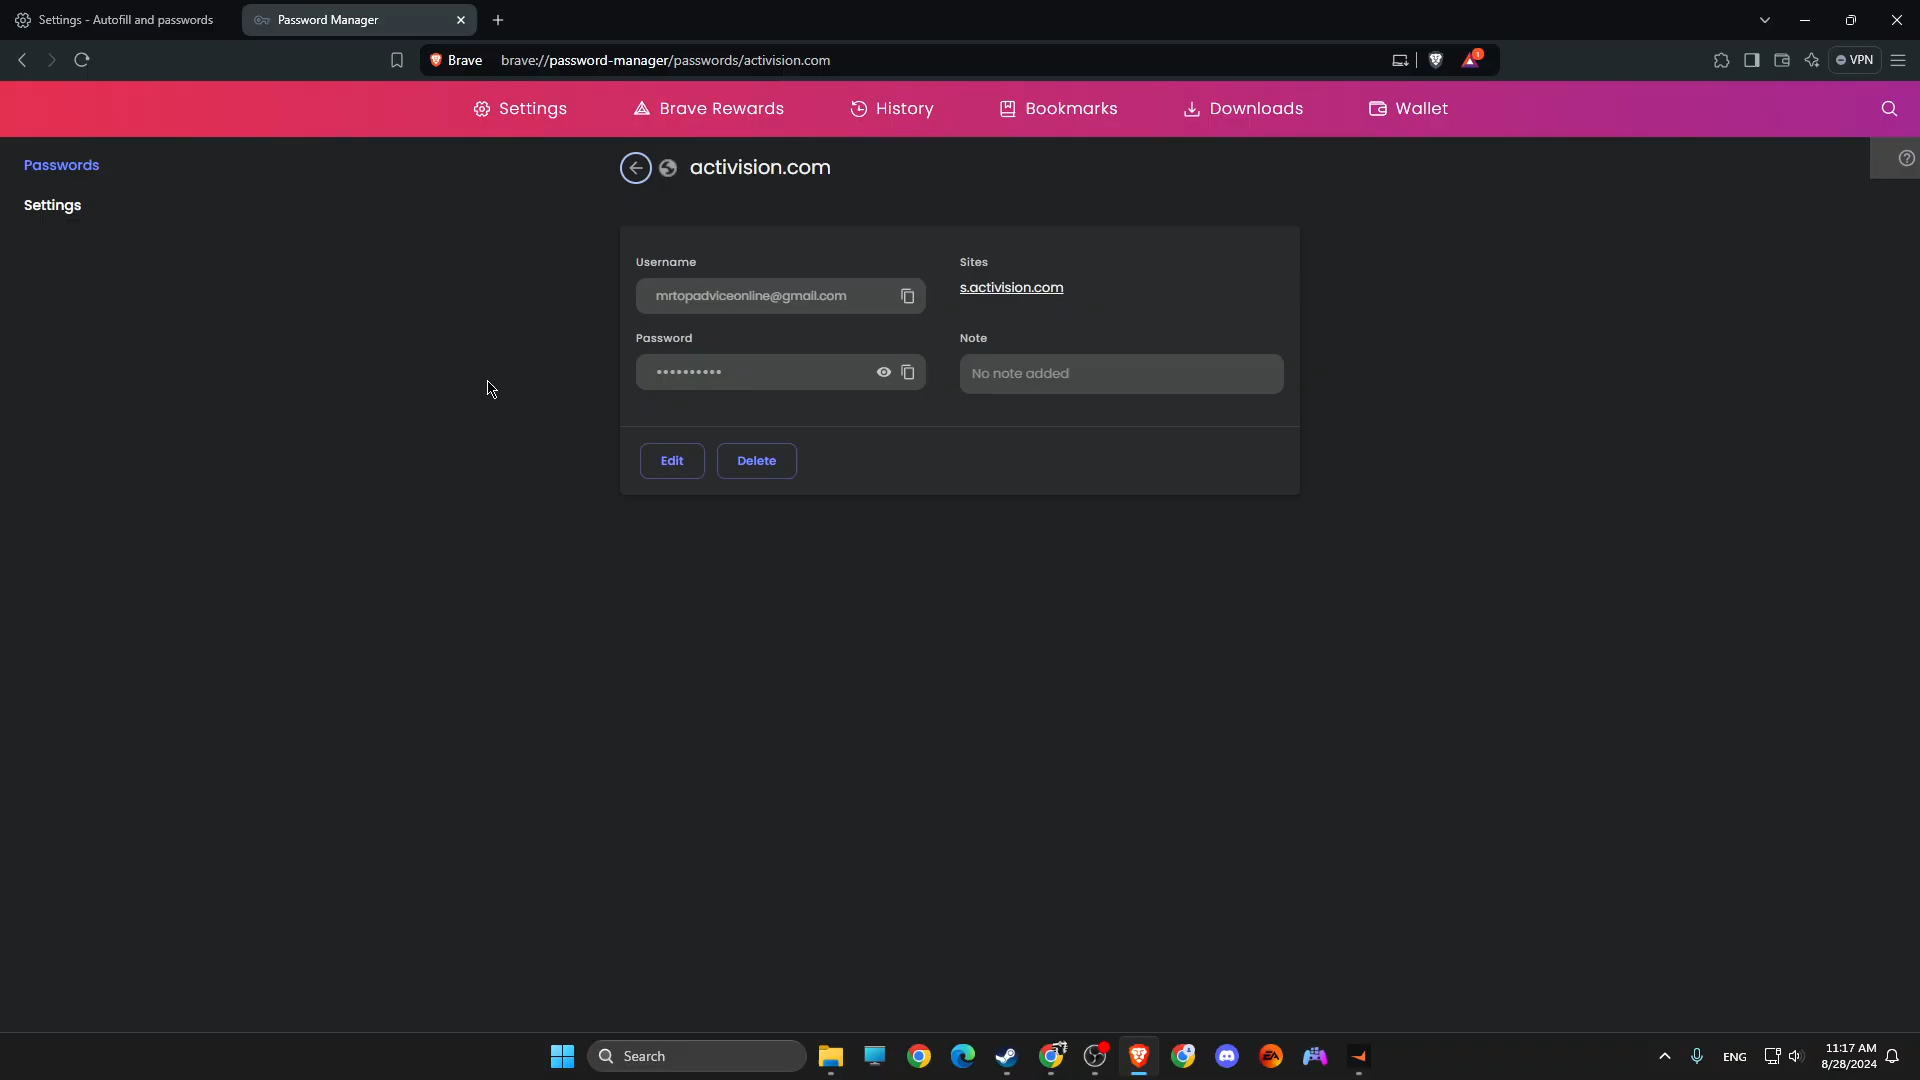 Settings - Autofill and passwords
Password Manager
Brave
brave://password-manager/passwords/activision.com
1
VPN
Settings
Brave Rewards
History
Bookmarks
Downloads
Wallet
Passwords
Settings
activision.com
Username
mrtopadviceonline@gmail.com
Sites
s.activision.com
Password
••••••••••
Note
No note added
Edit
Delete
Search
EA
ENG
11:17 AM
8/28/2024